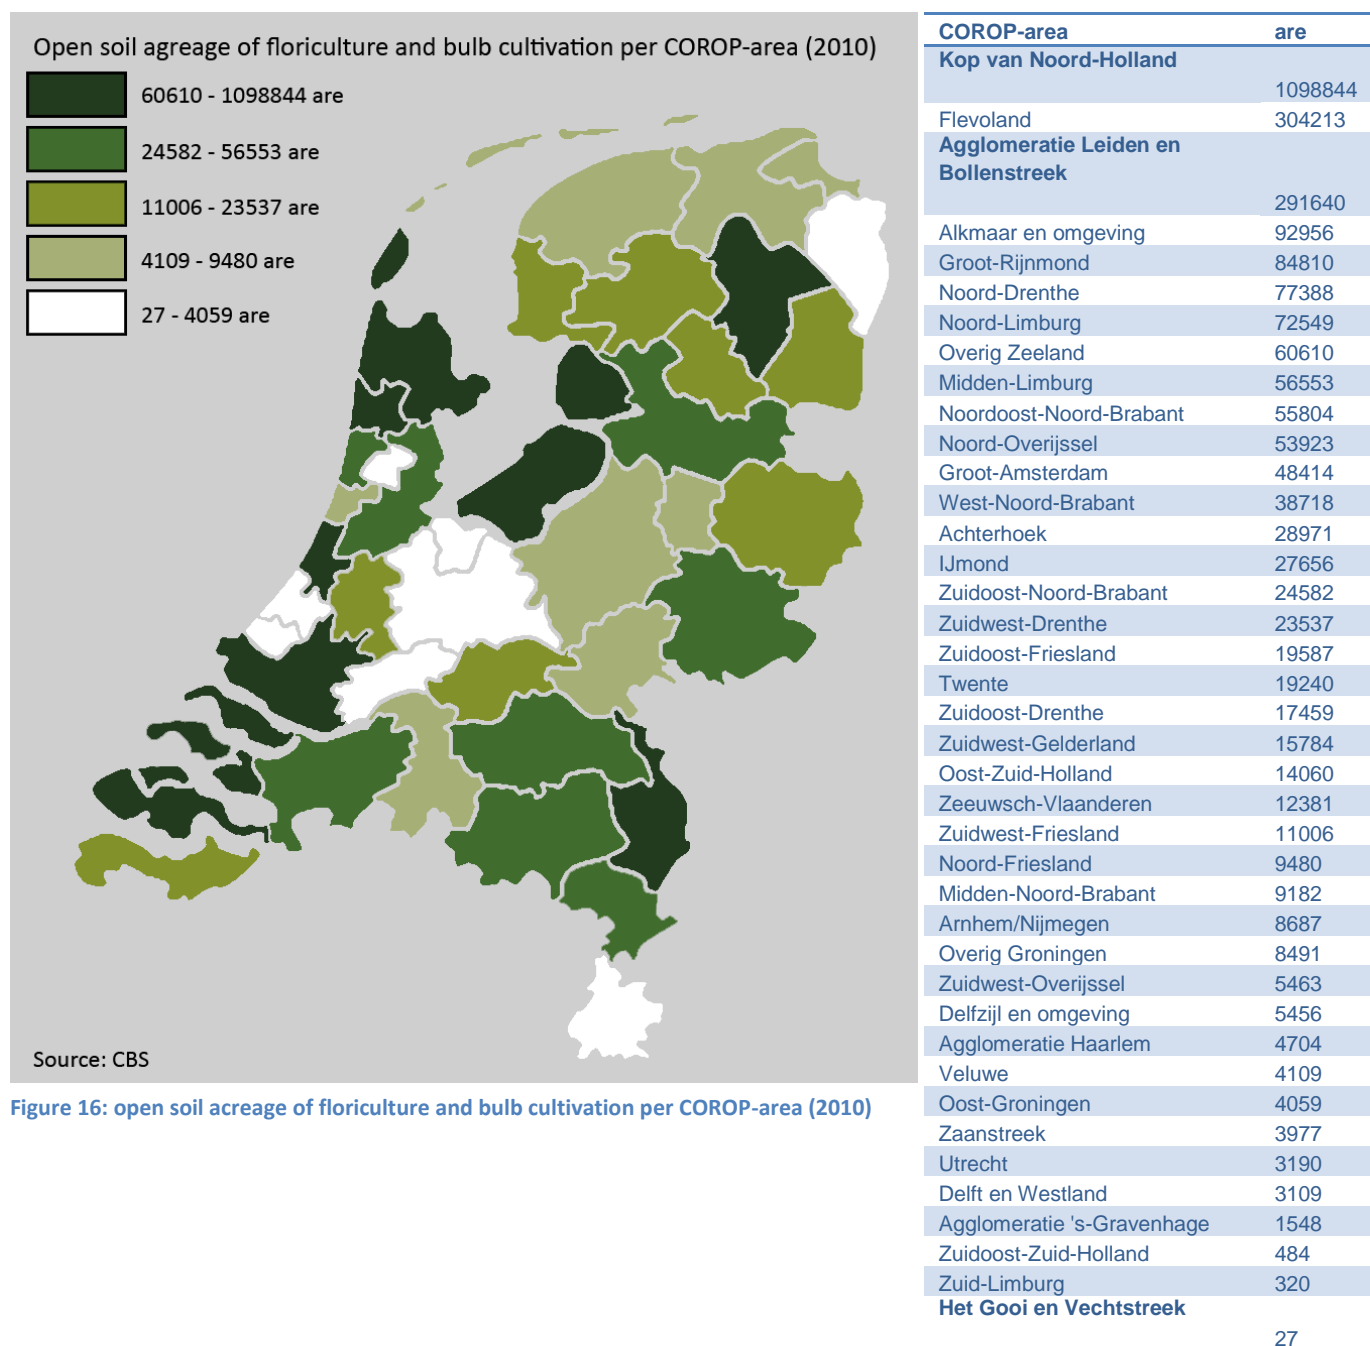 Open soil agreage of floriculture and bulb cultivation per COROP-area (2010)
60610 - 1098844 are
24582 - 56553 are
11006 - 23537 are
4109 - 9480 are
27 - 4059 are
Source: CBS
Figure 16: open soil acreage of floriculture and bulb cultivation per COROP-area (2010)
COROP-area are
Kop van Noord-Holland
1098844
Flevoland 304213
Agglomeratie Leiden en
Bollenstreek
291640
Alkmaar en omgeving 92956
Groot-Rijnmond 84810
Noord-Drenthe 77388
Noord-Limburg 72549
Overig Zeeland 60610
Midden-Limburg 56553
Noordoost-Noord-Brabant 55804
Noord-Overijssel 53923
Groot-Amsterdam 48414
West-Noord-Brabant 38718
Achterhoek 28971
IJmond 27656
Zuidoost-Noord-Brabant 24582
Zuidwest-Drenthe 23537
Zuidoost-Friesland 19587
Twente 19240
Zuidoost-Drenthe 17459
Zuidwest-Gelderland 15784
Oost-Zuid-Holland 14060
Zeeuwsch-Vlaanderen 12381
Zuidwest-Friesland 11006
Noord-Friesland 9480
Midden-Noord-Brabant 9182
Arnhem/Nijmegen 8687
Overig Groningen 8491
Zuidwest-Overijssel 5463
Delfzijl en omgeving 5456
Agglomeratie Haarlem 4704
Veluwe 4109
Oost-Groningen 4059
Zaanstreek 3977
Utrecht 3190
Delft en Westland 3109
Agglomeratie 's-Gravenhage 1548
Zuidoost-Zuid-Holland 484
Zuid-Limburg 320
Het Gooi en Vechtstreek
27